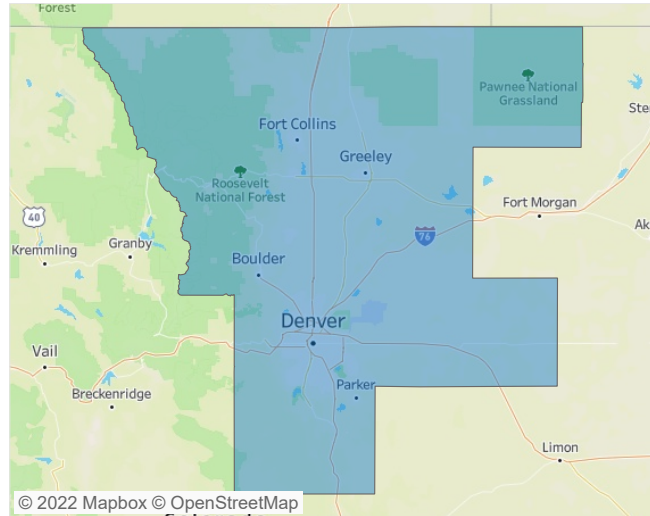 Forest
Pawnee National
Grassland
Ste
Fort Collins
Greeley
Roosevelt
National Forest
Fort Morgan
40
76
Ak
Granby
Kremmling
Boulder
Denver
Vail
Parker
Breckenridge
Limon
© 2022 Mapbox © OpenStreetMap